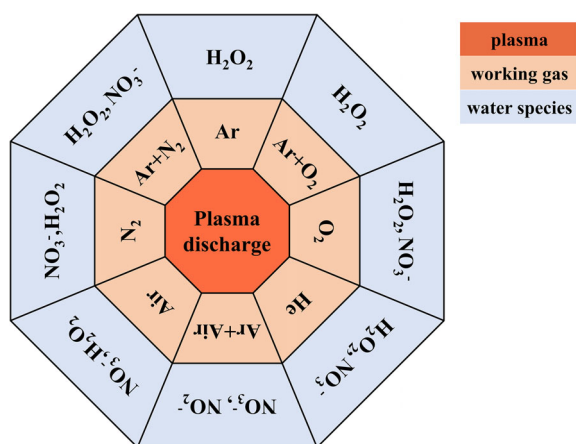 H₂O₂
H₂O₂
H₂O₂, NO₃⁻
H₂O₂, NO₃⁻
NO₃⁻, NO₂⁻
NO₃⁻,H₂O₂
NO₃⁻,H₂O₂
H₂O₂, NO₃⁻
Ar
Ar+O₂
O₂
He
Ar+Air
Air
N₂
Ar+N₂
Plasma
discharge
plasma
working gas
water species